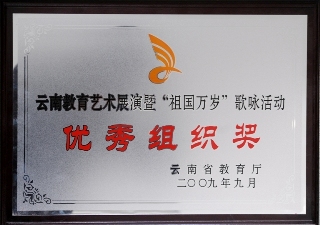 云南教育艺术展演暨“祖国万岁”歌咏活动
优秀组织奖
云南省教育厅
二〇〇九年九月